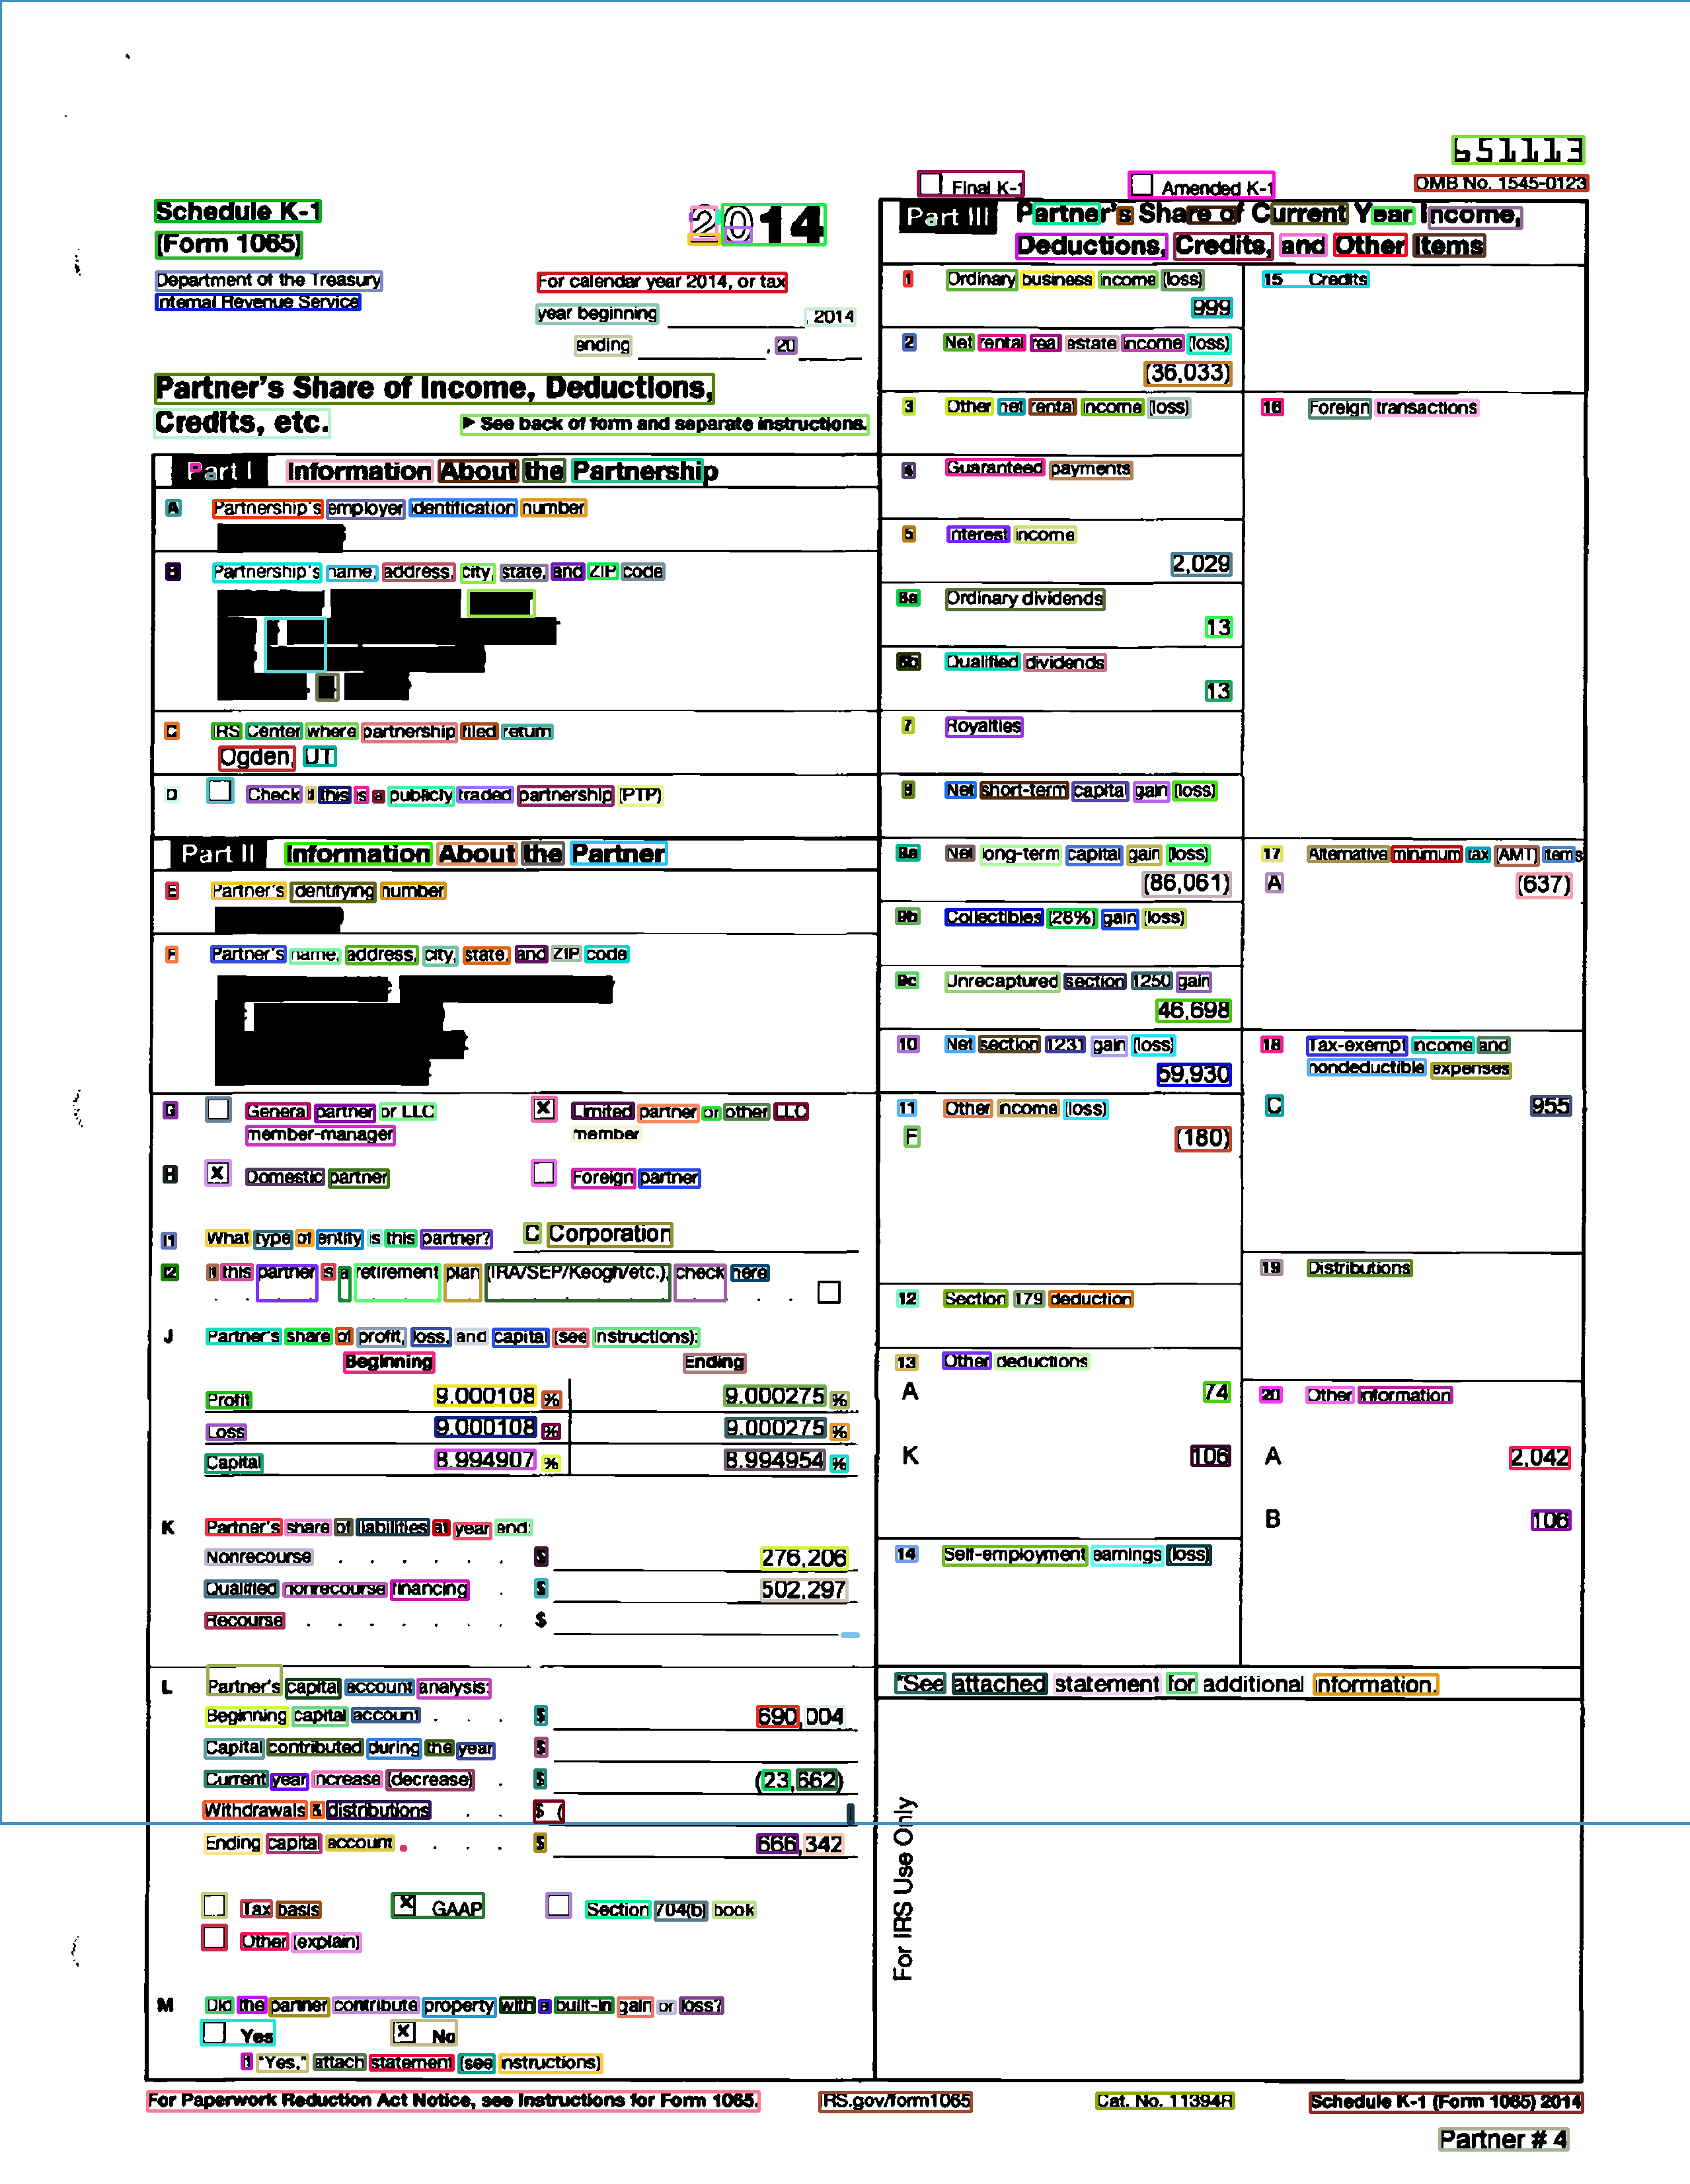 651113
Final K-1
Amended K-1
OMB No. 1545-0123
Schedule K-1
(Form 1065)
2014
Department of the Treasury
Internal Revenue Service
For calendar year 2014, or tax
year beginning , 2014
ending , 20
Partner's Share of Income, Deductions,
Credits, etc.
► See back of form and separate instructions.
Part I Information About the Partnership
A Partnership's employer identification number
B Partnership's name, address, city, state, and ZIP code
C IRS Center where partnership filed return
Ogden, UT
D Check if this is a publicly traded partnership (PTP)
Part II Information About the Partner
E Partner's identifying number
F Partner's name, address, city, state, and ZIP code
G General partner or LLC member-manager
X Limited partner or other LLC member
H X Domestic partner
Foreign partner
I1 What type of entity is this partner? C Corporation
I2 If this partner is a retirement plan (IRA/SEP/Keogh/etc.), check here
J Partner's share of profit, loss, and capital (see instructions):
Beginning Ending
Profit 9.000108 % 9.000275 %
Loss 9.000108 % 9.000275 %
Capital 8.994907 % 8.994954 %
K Partner's share of liabilities at year end:
Nonrecourse . . . . . . $ 276,206
Qualified nonrecourse financing . $ 502,297
Recourse . . . . . . . $
L Partner's capital account analysis:
Beginning capital account . . . $ 690,004
Capital contributed during the year $
Current year increase (decrease) . $ (23,662)
Withdrawals & distributions . . $ ( )
Ending capital account . . . . $ 666,342
Tax basis X GAAP Section 704(b) book
Other (explain)
M Did the partner contribute property with a built-in gain or loss?
Yes X No
If "Yes," attach statement (see instructions)
Part III Partner's Share of Current Year Income,
Deductions, Credits, and Other Items
1 Ordinary business income (loss)
999
2 Net rental real estate income (loss)
(36,033)
3 Other net rental income (loss)
4 Guaranteed payments
5 Interest income
2,029
6a Ordinary dividends
13
6b Qualified dividends
13
7 Royalties
8 Net short-term capital gain (loss)
9a Net long-term capital gain (loss)
(86,061)
9b Collectibles (28%) gain (loss)
9c Unrecaptured section 1250 gain
46,698
10 Net section 1231 gain (loss)
59,930
11 Other income (loss)
F (180)
12 Section 179 deduction
13 Other deductions
A 74
K 106
14 Self-employment earnings (loss)
15 Credits
16 Foreign transactions
17 Alternative minimum tax (AMT) items
A (637)
18 Tax-exempt income and
nondeductible expenses
C 955
19 Distributions
20 Other information
A 2,042
B 106
*See attached statement for additional information.
For IRS Use Only
For Paperwork Reduction Act Notice, see Instructions for Form 1065.
IRS.gov/form1065
Cat. No. 11394R
Schedule K-1 (Form 1065) 2014
Partner # 4